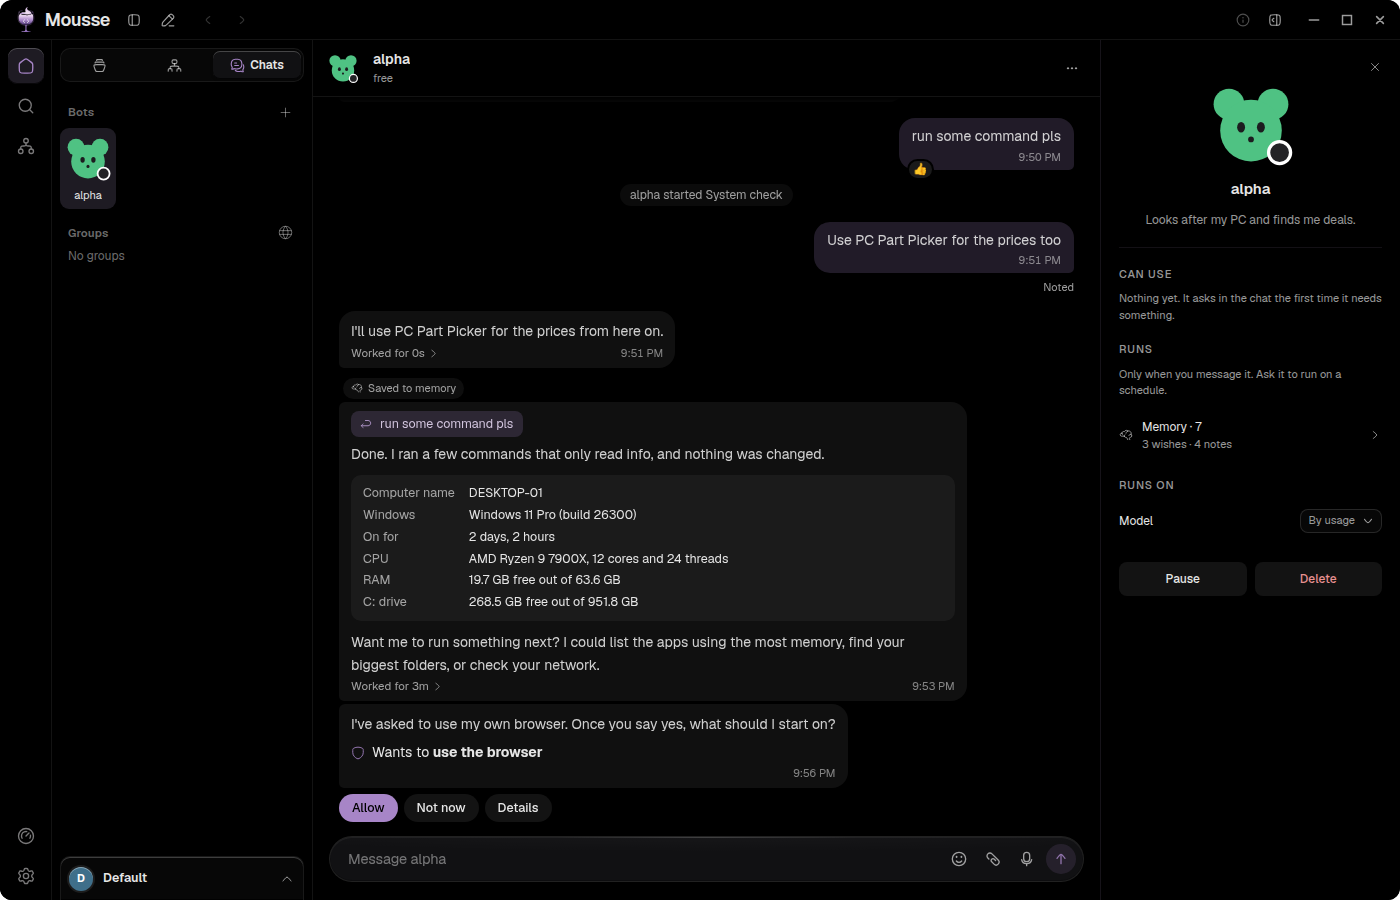 Mousse
Chats
Bots
alpha
Groups
No groups
D
Default
alpha
free
run some command pls
9:50 PM
alpha started System check
Use PC Part Picker for the prices too
9:51 PM
Noted
I'll use PC Part Picker for the prices from here on.
Worked for 0s
9:51 PM
Saved to memory
run some command pls
Done. I ran a few commands that only read info, and nothing was changed.
Computer name DESKTOP-01
Windows Windows 11 Pro (build 26300)
On for 2 days, 2 hours
CPU AMD Ryzen 9 7900X, 12 cores and 24 threads
RAM 19.7 GB free out of 63.6 GB
C: drive 268.5 GB free out of 951.8 GB
Want me to run something next? I could list the apps using the most memory, find your
biggest folders, or check your network.
Worked for 3m
9:53 PM
I've asked to use my own browser. Once you say yes, what should I start on?
Wants to use the browser
9:56 PM
Allow
Not now
Details
Message alpha
alpha
Looks after my PC and finds me deals.
CAN USE
Nothing yet. It asks in the chat the first time it needs
something.
RUNS
Only when you message it. Ask it to run on a
schedule.
Memory · 7
3 wishes · 4 notes
RUNS ON
Model
By usage
Pause
Delete